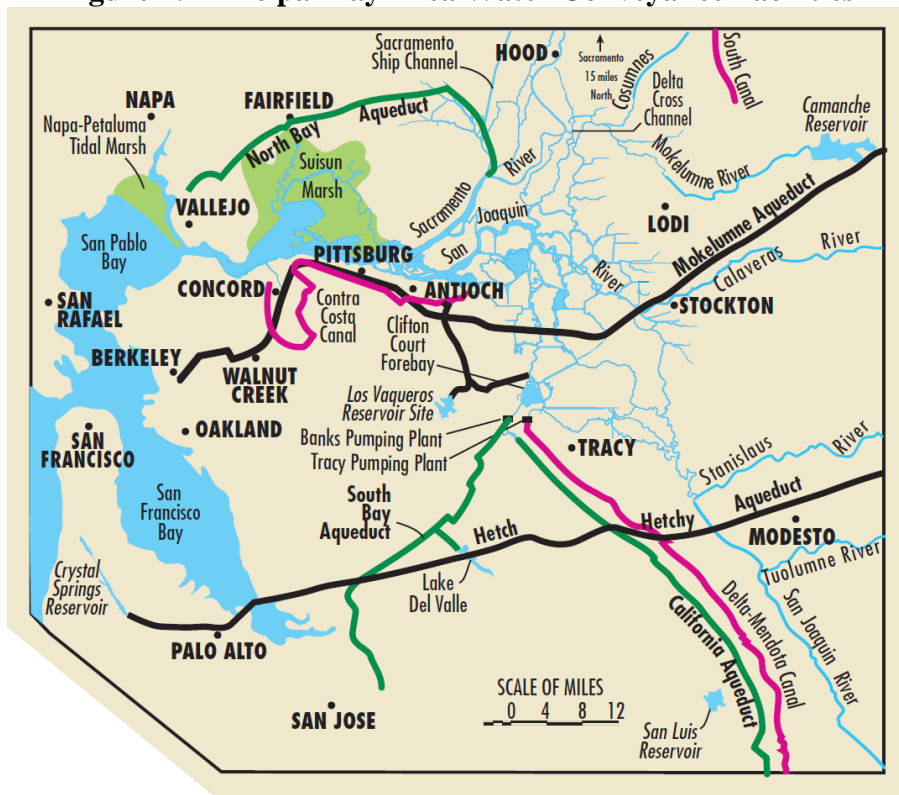 Figure Bay Area Water Conveyance Facilities
Sacramento
Ship Channel
HOOD
Sacramento
15 miles
North
Cosumnes
Delta
Cross
Channel
South Canal
Camanche
Reservoir
NAPA
Napa-Petaluma
Tidal Marsh
FAIRFIELD
North Bay
Aqueduct
Suisun
Marsh
Sacramento
River
Mokelumne River
VALLEJO
San Pablo
Bay
San
Joaquin
River
LODI
Mokelumne Aqueduct
Calaveras
River
PITTSBURG
CONCORD
ANTIOCH
STOCKTON
SAN
RAFAEL
Contra
Costa
Canal
Clifton
Court
Forebay
BERKELEY
WALNUT
CREEK
Los Vaqueros
Reservoir Site
OAKLAND
SAN
FRANCISCO
Banks Pumping Plant
Tracy Pumping Plant
TRACY
Stanislaus
River
San
Francisco
Bay
South
Bay
Aqueduct
Hetch
Hetchy
Aqueduct
MODESTO
Tuolumne River
Crystal
Springs
Reservoir
Lake
Del Valle
PALO ALTO
California Aqueduct
Delta-Mendota Canal
San Joaquin River
SAN JOSE
SCALE OF MILES
0 4 8 12
San Luis
Reservoir